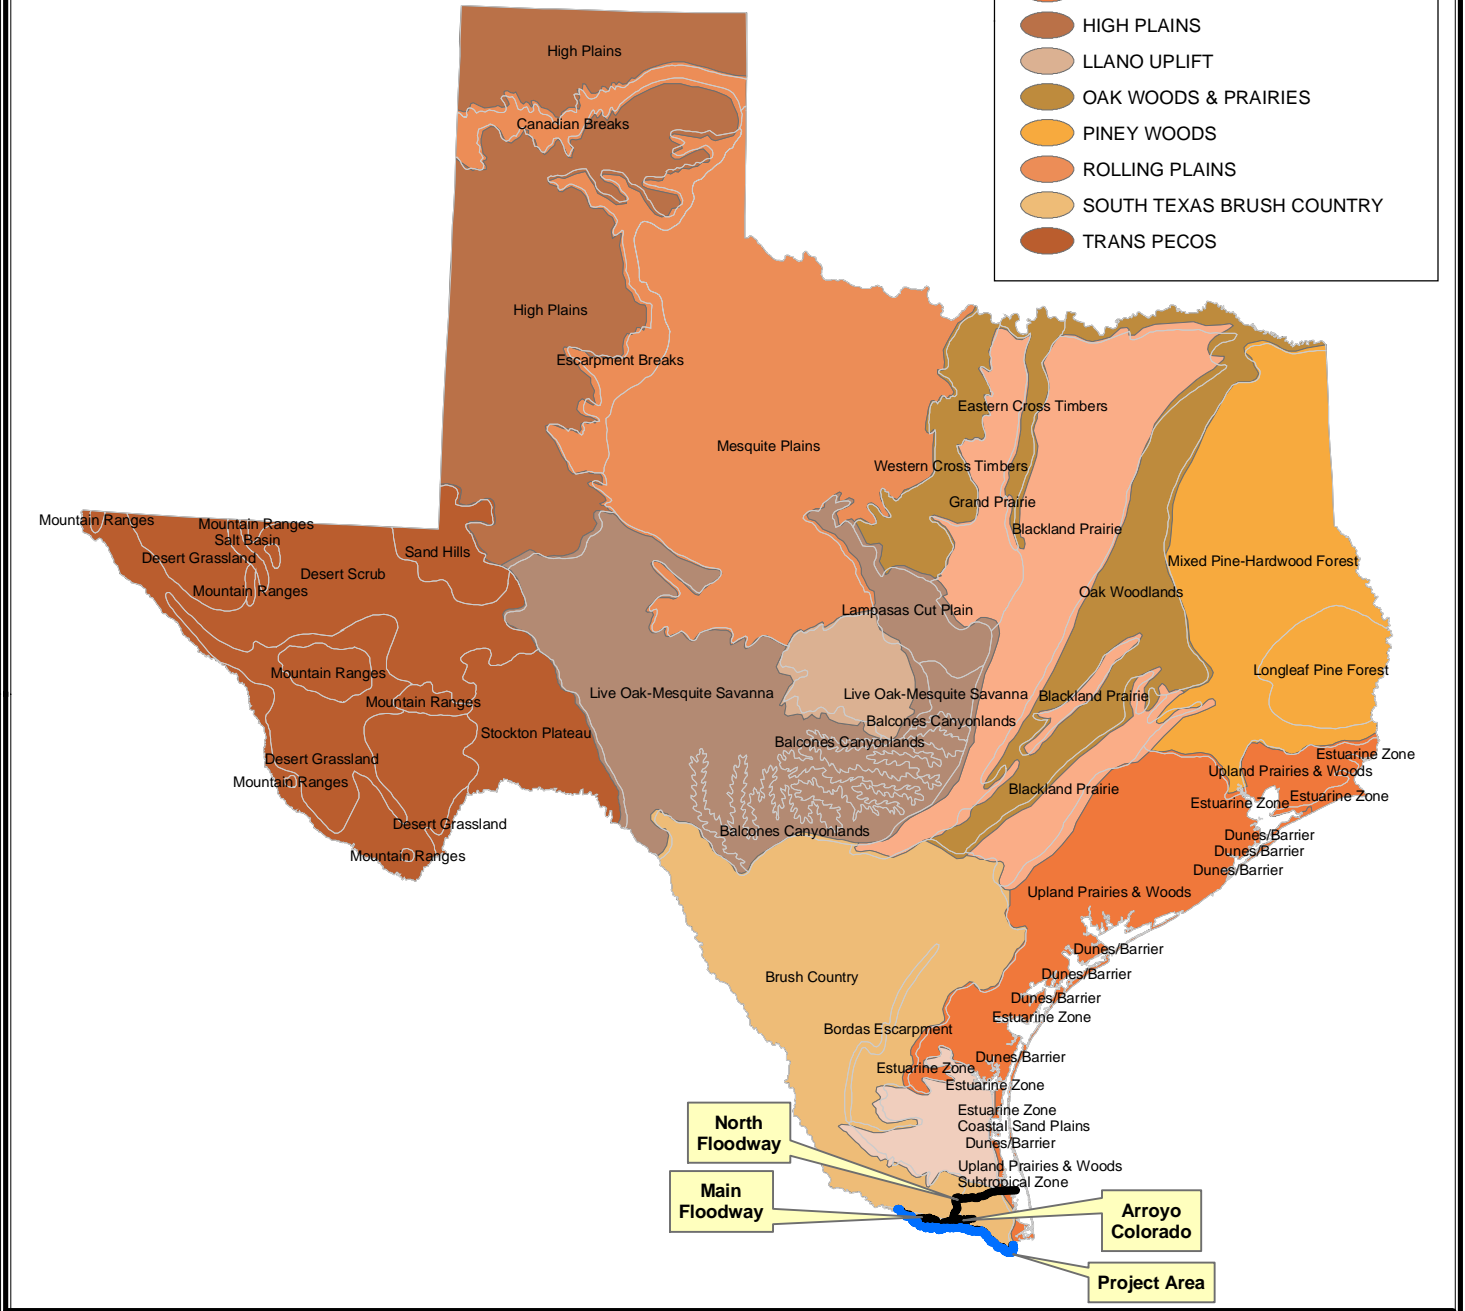 HIGH PLAINS
LLANO UPLIFT
OAK WOODS & PRAIRIES
PINEY WOODS
ROLLING PLAINS
SOUTH TEXAS BRUSH COUNTRY
TRANS PECOS
High Plains
Canadian Breaks
High Plains
Escarpment Breaks
Mesquite Plains
Eastern Cross Timbers
Western Cross Timbers
Grand Prairie
Blackland Prairie
Mountain Ranges
Mountain Ranges
Salt Basin
Desert Grassland
Sand Hills
Desert Scrub
Mountain Ranges
Mixed Pine-Hardwood Forest
Oak Woodlands
Lampasas Cut Plain
Mountain Ranges
Longleaf Pine Forest
Live Oak-Mesquite Savanna
Live Oak-Mesquite Savanna
Blackland Prairie
Mountain Ranges
Balcones Canyonlands
Stockton Plateau
Balcones Canyonlands
Desert Grassland
Estuarine Zone
Upland Prairies & Woods
Mountain Ranges
Blackland Prairie
Estuarine Zone
Estuarine Zone
Desert Grassland
Balcones Canyonlands
Dunes/Barrier
Dunes/Barrier
Mountain Ranges
Dunes/Barrier
Upland Prairies & Woods
Dunes/Barrier
Brush Country
Dunes/Barrier
Dunes/Barrier
Estuarine Zone
Bordas Escarpment
Dunes/Barrier
Estuarine Zone
Estuarine Zone
Estuarine Zone
Coastal Sand Plains
Dunes/Barrier
Upland Prairies & Woods
Subtropical Zone
North
Floodway
Main
Floodway
Arroyo
Colorado
Project Area